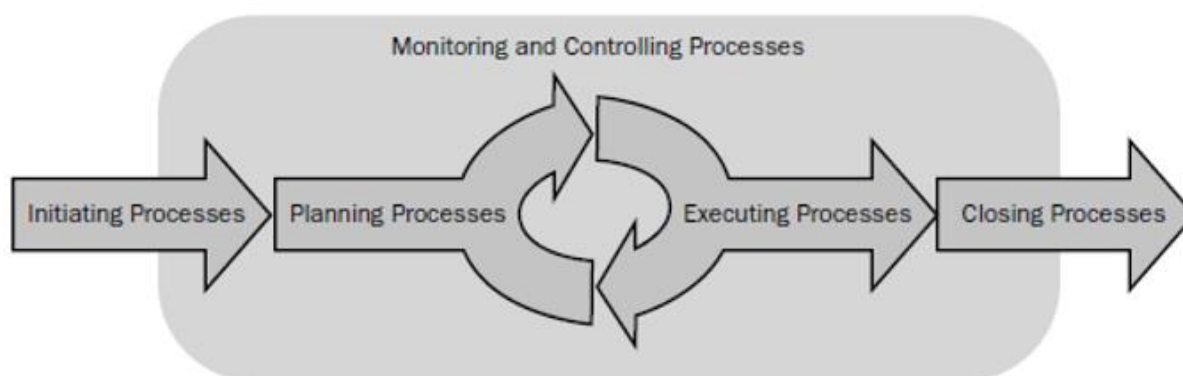 Monitoring and Controlling Processes
Initiating Processes
Planning Processes
Executing Processes
Closing Processes